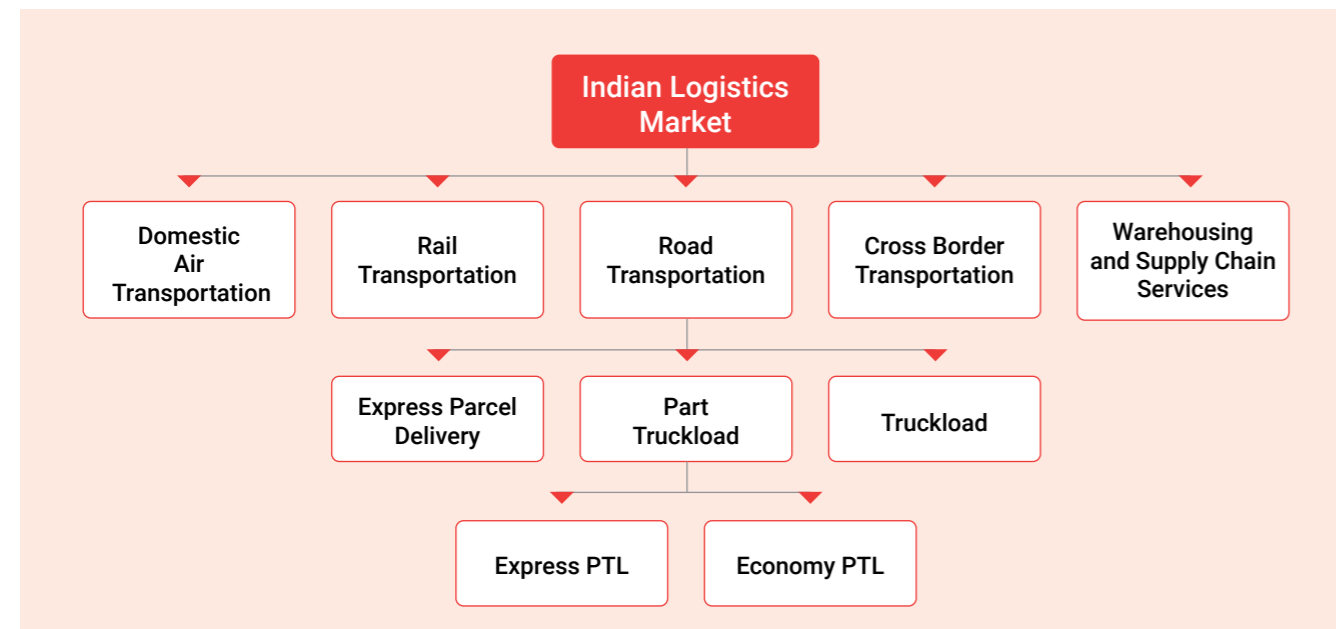 Indian Logistics
Market
Domestic
Air
Transportation
Rail
Transportation
Road
Transportation
Cross Border
Transportation
Warehousing
and Supply Chain
Services
Express Parcel
Delivery
Part
Truckload
Truckload
Express PTL
Economy PTL